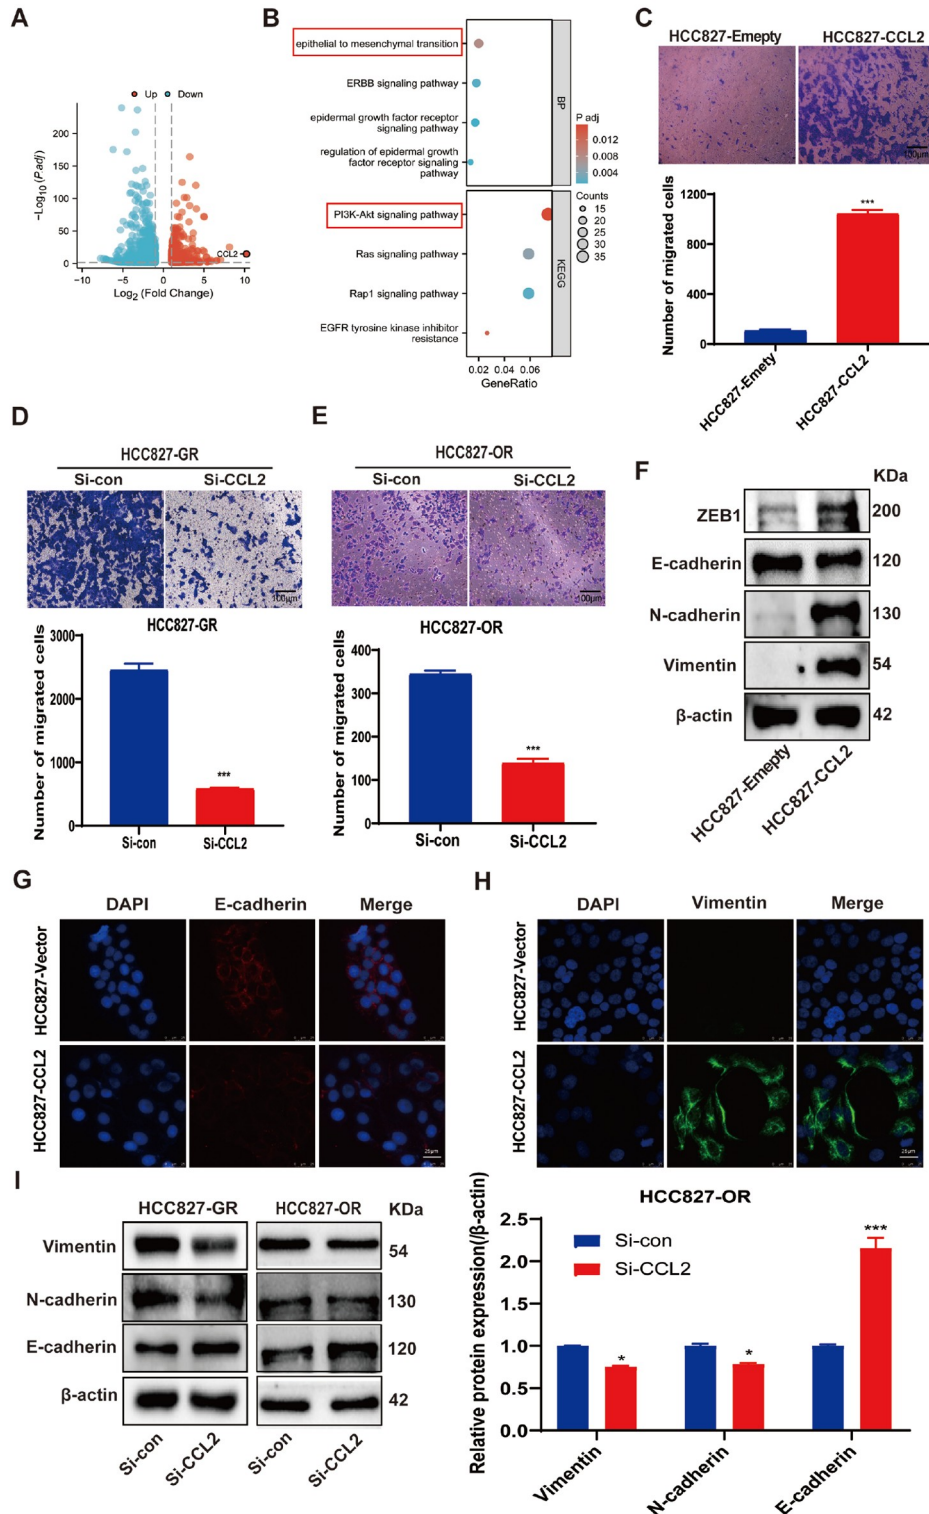 A
Up Down
−Log10 (P adj)
200
150
100
50
0
CCL2
−10 −5 0 5 10
Log2 (Fold Change)
B
epithelial to mesenchymal transition
ERBB signaling pathway
epidermal growth factor receptor
signaling pathway
regulation of epidermal growth
factor receptor signaling
pathway
BP
PI3K-Akt signaling pathway
Ras signaling pathway
Rap1 signaling pathway
EGFR tyrosine kinase inhibitor
resistance
KEGG
0.02 0.04 0.06
GeneRatio
P adj
0.012
0.008
0.004
Counts
15
20
25
30
35
C
HCC827-Emepty HCC827-CCL2
100μm
Number of migrated cells
1200
800
400
0
***
HCC827-Emety
HCC827-CCL2
D
HCC827-GR
Si-con Si-CCL2
100μm
HCC827-GR
Number of migrated cells
3000
2000
1000
0
***
Si-con Si-CCL2
E
HCC827-OR
Si-con Si-CCL2
100μm
HCC827-OR
Number of migrated cells
400
300
200
100
0
***
Si-con Si-CCL2
F
KDa
ZEB1 200
E-cadherin 120
N-cadherin 130
Vimentin 54
β-actin 42
HCC827-Emepty
HCC827-CCL2
G
DAPI E-cadherin Merge
HCC827-Vector
HCC827-CCL2
25μm
H
DAPI Vimentin Merge
HCC827-Vector
HCC827-CCL2
25μm
I
HCC827-GR HCC827-OR KDa
Vimentin 54
N-cadherin 130
E-cadherin 120
β-actin 42
Si-con Si-CCL2 Si-con Si-CCL2
HCC827-OR
Relative protein expression(/β-actin)
2.5
2.0
1.5
1.0
0.5
0.0
Si-con
Si-CCL2
* * ***
Vimentin N-cadherin E-cadherin